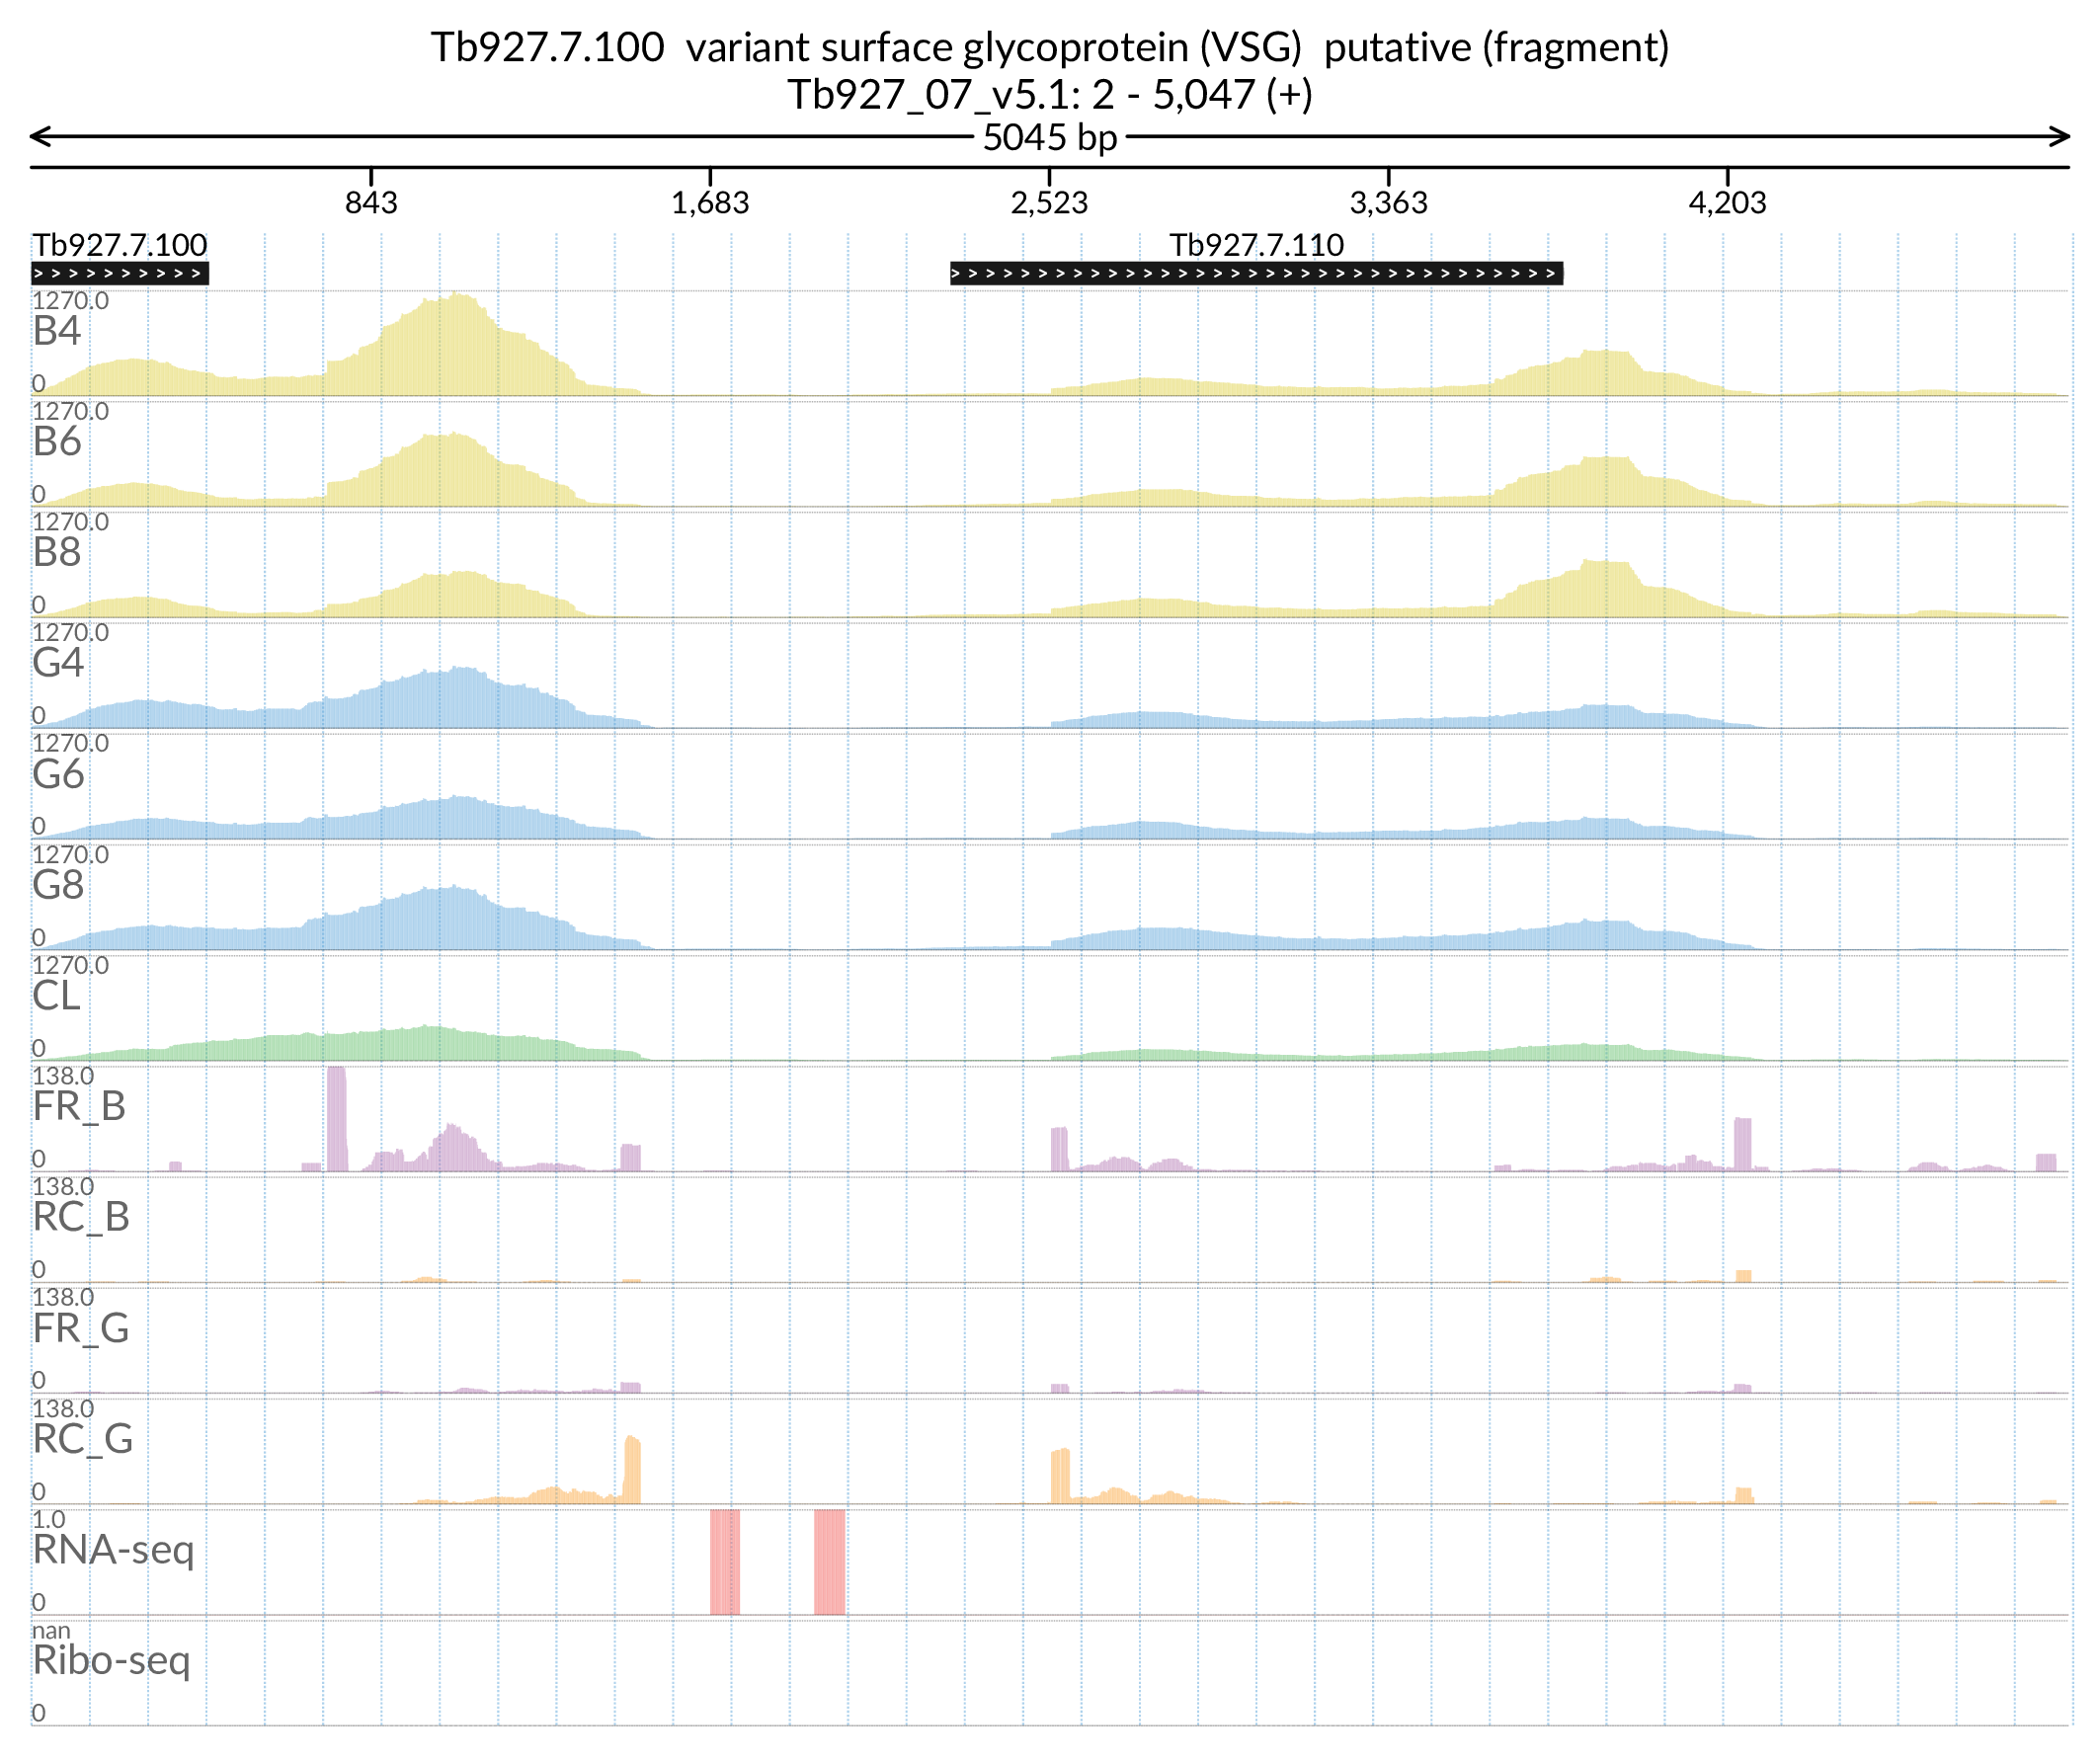 Tb927.7.100  variant surface glycoprotein (VSG)  putative (fragment)
Tb927_07_v5.1: 2 - 5,047 (+)
5045 bp
843 1,683 2,523 3,363 4,203
Tb927.7.100 Tb927.7.110
1270.0
B4
0
1270.0
B6
0
1270.0
B8
0
1270.0
G4
0
1270.0
G6
0
1270.0
G8
0
1270.0
CL
0
138.0
FR_B
0
138.0
RC_B
0
138.0
FR_G
0
138.0
RC_G
0
1.0
RNA-seq
0
nan
Ribo-seq
0